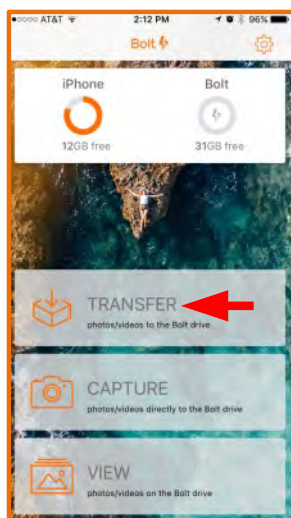 AT&T 2:12 PM 96%
Bolt
iPhone Bolt
12GB free 31GB free
TRANSFER
photos/videos to the Bolt drive
CAPTURE
photos/videos directly to the Bolt drive
VIEW
photos/videos on the Bolt drive